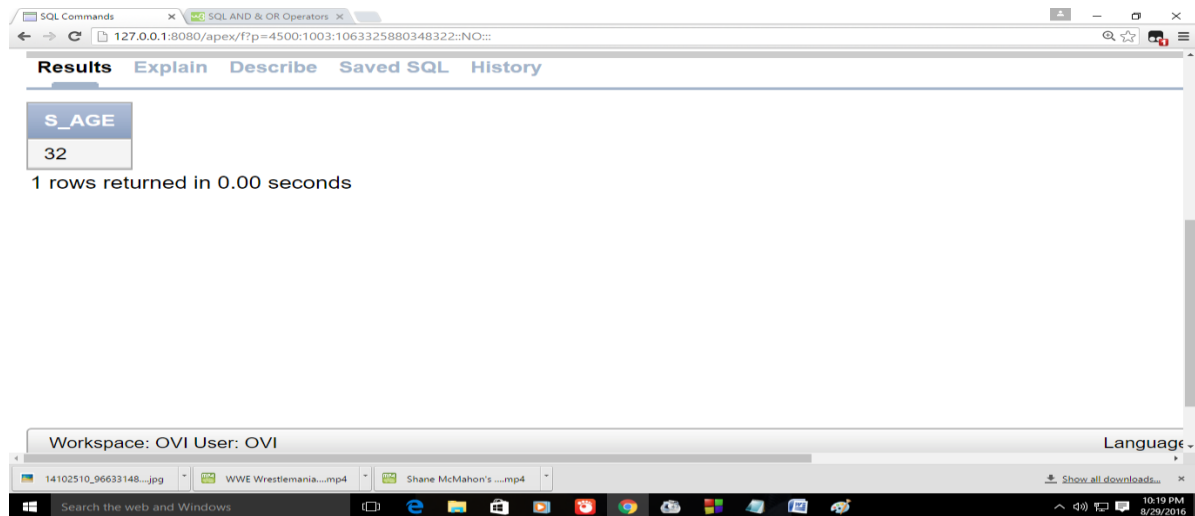 SQL Commands
SQL AND & OR Operators
127.0.0.1:8080/apex/f?p=4500:1003:1063325880348322::NO:::
Results Explain Describe Saved SQL History
S_AGE
32
1 rows returned in 0.00 seconds
Workspace: OVI User: OVI
Language
14102510_96633148....jpg
WWE Wrestlemania....mp4
Shane McMahon's ....mp4
Show all downloads...
Search the web and Windows
10:19 PM
8/29/2016